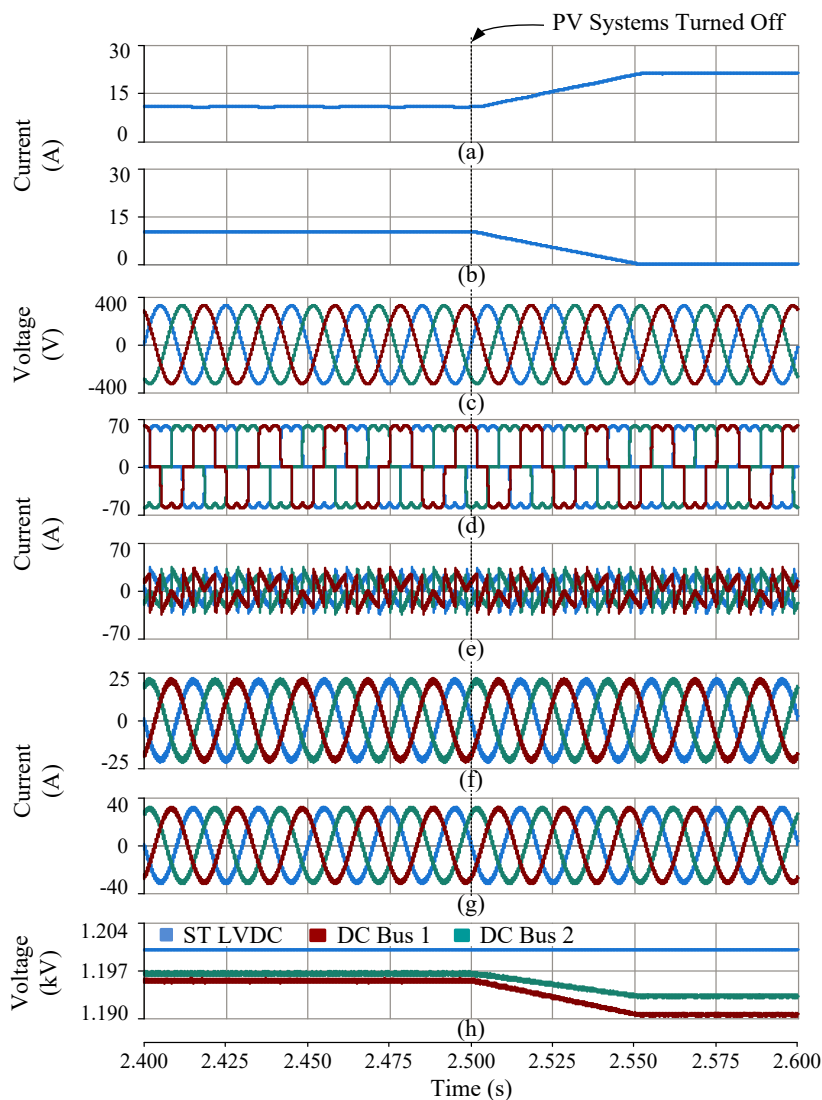 PV Systems Turned Off
30
15
0
Current
(A)
(a)
30
15
0
(b)
400
0
-400
Voltage
(V)
(c)
70
0
-70
Current
(A)
(d)
70
0
-70
(e)
25
0
-25
Current
(A)
(f)
40
0
-40
(g)
1.204
1.197
1.190
Voltage
(kV)
ST LVDC DC Bus 1 DC Bus 2
(h)
2.400 2.425 2.450 2.475 2.500 2.525 2.550 2.575 2.600
Time (s)